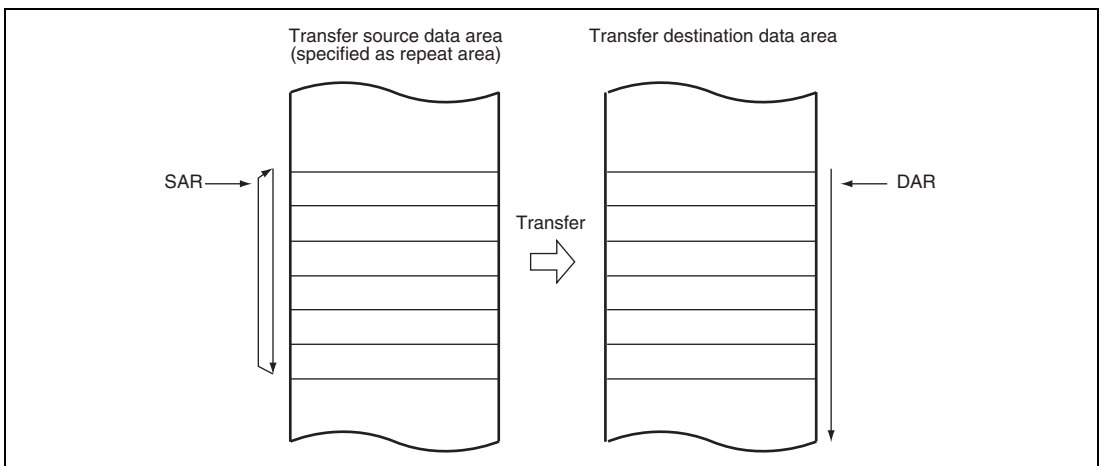 Transfer source data area
(specified as repeat area)
Transfer destination data area
SAR
Transfer
DAR